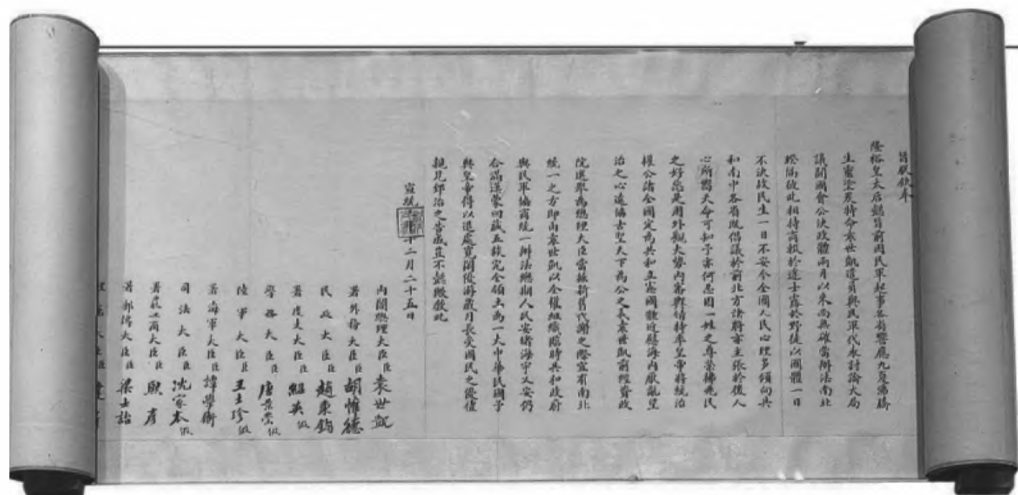 旨朕欽奉
隆裕皇太后懿旨前因民軍起事各省響應九夏沸騰
生靈塗炭特命袁世凱遣員與民軍代表討論大局
議開國會公決政體兩月以來尚無確當辦法南北
暌隔彼此相持商輟於途士露於野徒以國體一日
不決故民生一日不安今全國人民心理多傾向共
和南中各省既倡議於前北方諸將亦主張於後人
心所嚮天命可知予亦何忍因一姓之尊榮拂兆民
之好惡是用外觀大勢內審輿情特率皇帝將統治
權公諸全國定為共和立憲國體近慰海內厭亂望
治之心遠協古聖天下為公之義袁世凱前經資政
院選舉為總理大臣當茲新舊代謝之際宜有南北
統一之方即由袁世凱以全權組織臨時共和政府
與民軍協商統一辦法總期人民安堵海宇乂安仍
合滿漢蒙回藏五族完全領土為一大中華民國予
與皇帝得以退處寬閒優游歲月長受國民之優禮
親見郅治之告成豈不懿歟欽此
宣統 年十二月二十五日
內閣總理大臣臣袁世凱
署外務大臣臣胡惟德
民政大臣臣趙秉鈞
署度支大臣臣紹英假
學務大臣臣唐景崇假
陸軍大臣臣王士珍假
署海軍大臣臣譚學衡
司法大臣臣沈家本假
署農工商大臣臣熙彥
署郵傳大臣臣梁士詒
理藩大臣臣達壽